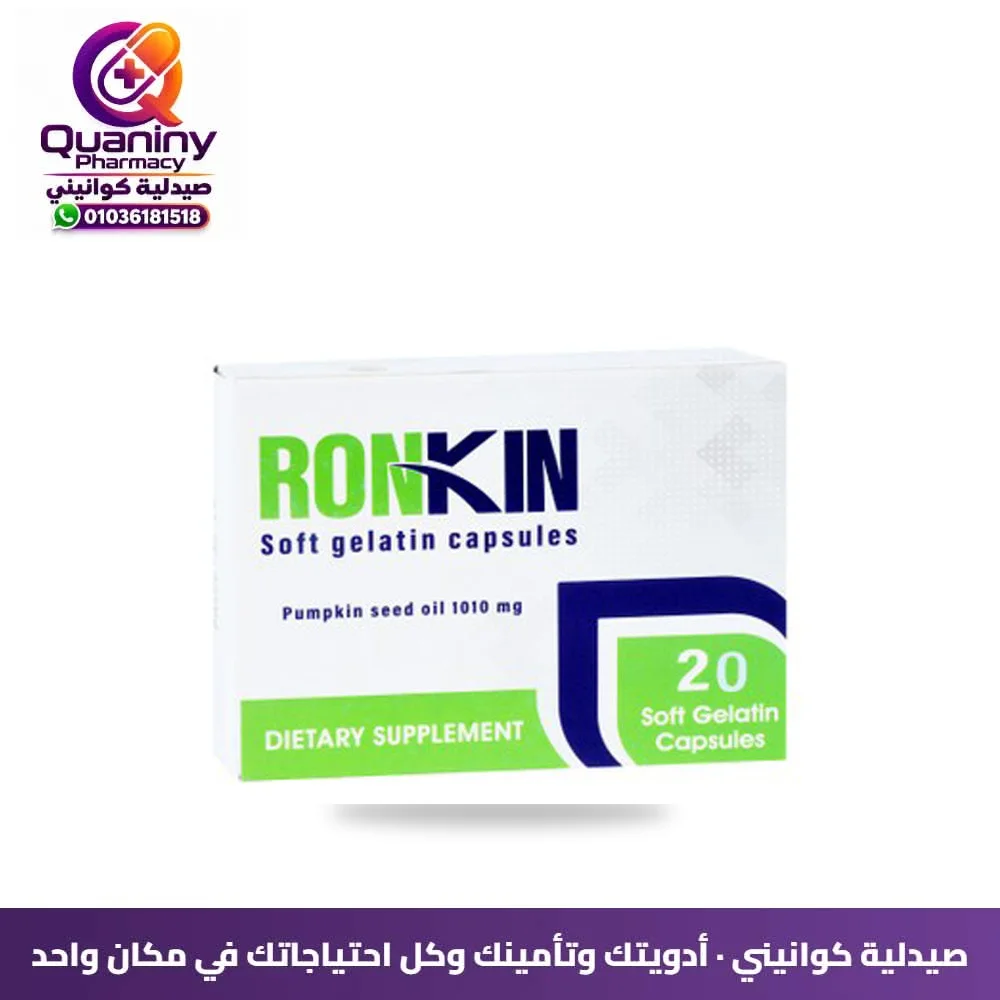 Quaniny
Pharmacy
صيدلية كوانيني
01036181518
RONKIN
Soft gelatin capsules
Pumpkin seed oil 1010 mg
DIETARY SUPPLEMENT
20
Soft Gelatin
Capsules
صيدلية كوانيني · أدويتك وتأمينك وكل احتياجاتك في مكان واحد